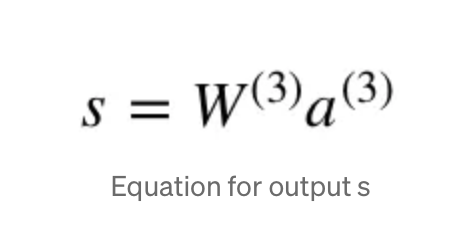 s = W⁽³⁾a⁽³⁾
Equation for output s